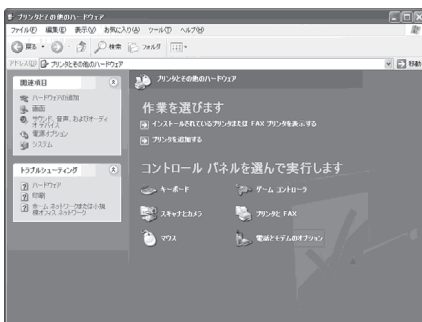 プリンタとその他のハードウェア
ファイル(F) 編集(E) 表示(V) お気に入り(A) ツール(T) ヘルプ(H)
戻る 検索 フォルダ
アドレス(D) プリンタとその他のハードウェア 移動
関連項目
ハードウェアの追加
画面
サウンド、音声、およびオーディオ デバイス
電源オプション
システム
トラブルシューティング
ハードウェア
印刷
ホーム ネットワークまたは小規模オフィス ネットワーク
プリンタとその他のハードウェア
作業を選びます
インストールされているプリンタまたは FAX プリンタを表示する
プリンタを追加する
コントロール パネルを選んで実行します
キーボード
ゲーム コントローラ
スキャナとカメラ
プリンタと FAX
マウス
電話とモデムのオプション